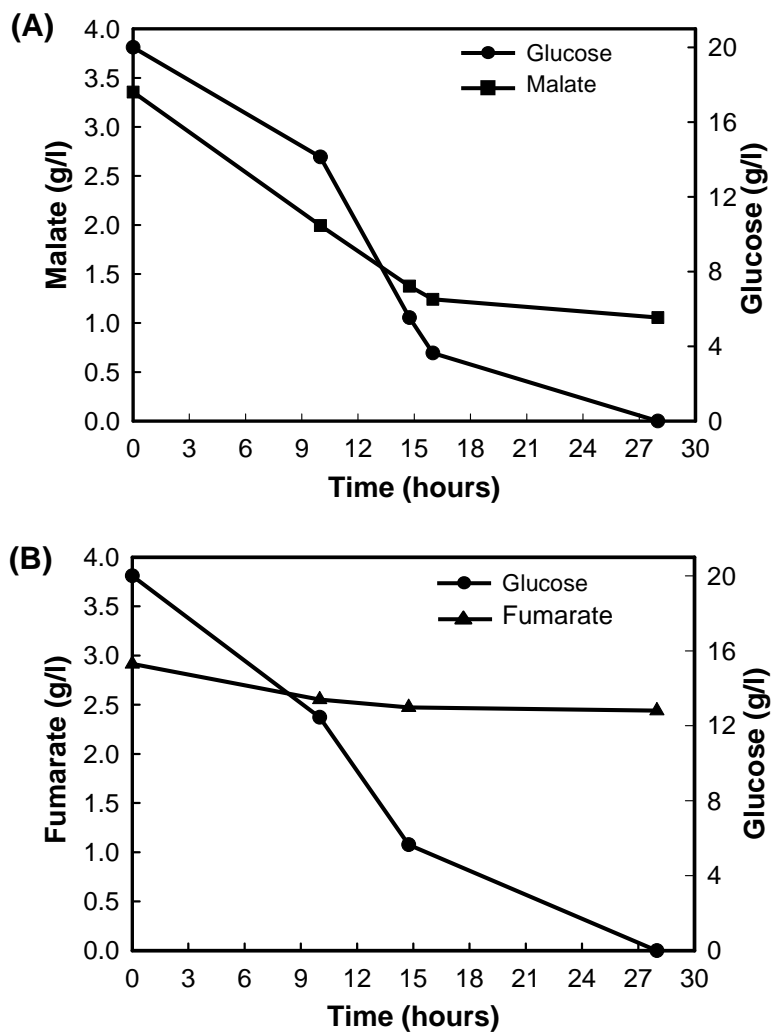 (A)
Malate (g/l)
4.0
3.5
3.0
2.5
2.0
1.5
1.0
0.5
0.0
Glucose
Malate
20
16
12
8
4
0
Glucose (g/l)
0 3 6 9 12 15 18 21 24 27 30
Time (hours)
(B)
Fumarate (g/l)
4.0
3.5
3.0
2.5
2.0
1.5
1.0
0.5
0.0
Glucose
Fumarate
20
16
12
8
4
0
Glucose (g/l)
0 3 6 9 12 15 18 21 24 27 30
Time (hours)